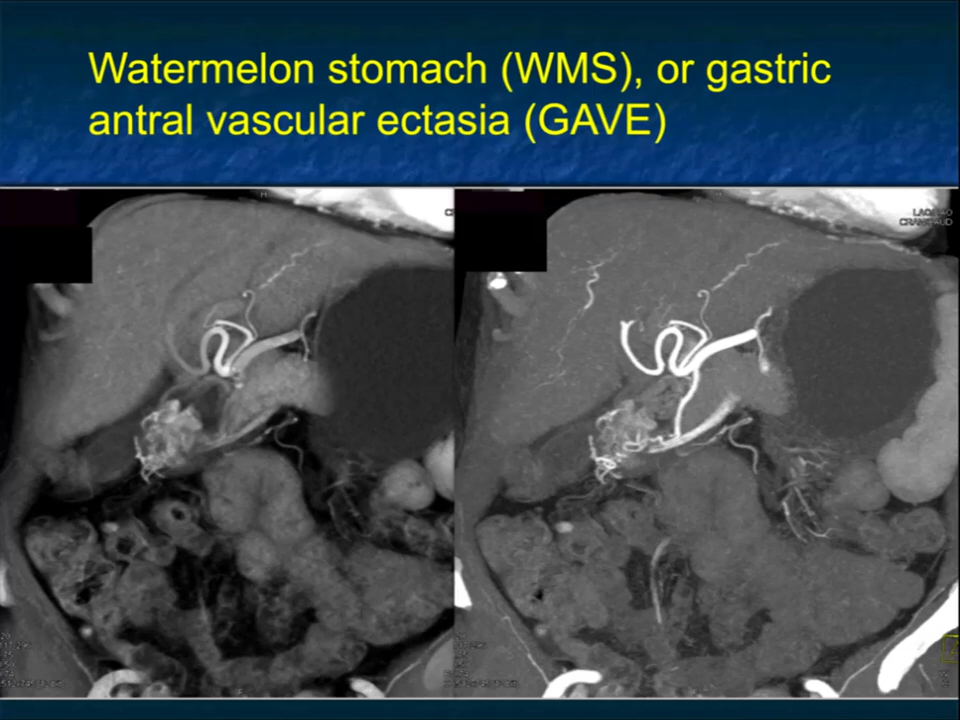 Watermelon stomach (WMS), or gastric
antral vascular ectasia (GAVE)